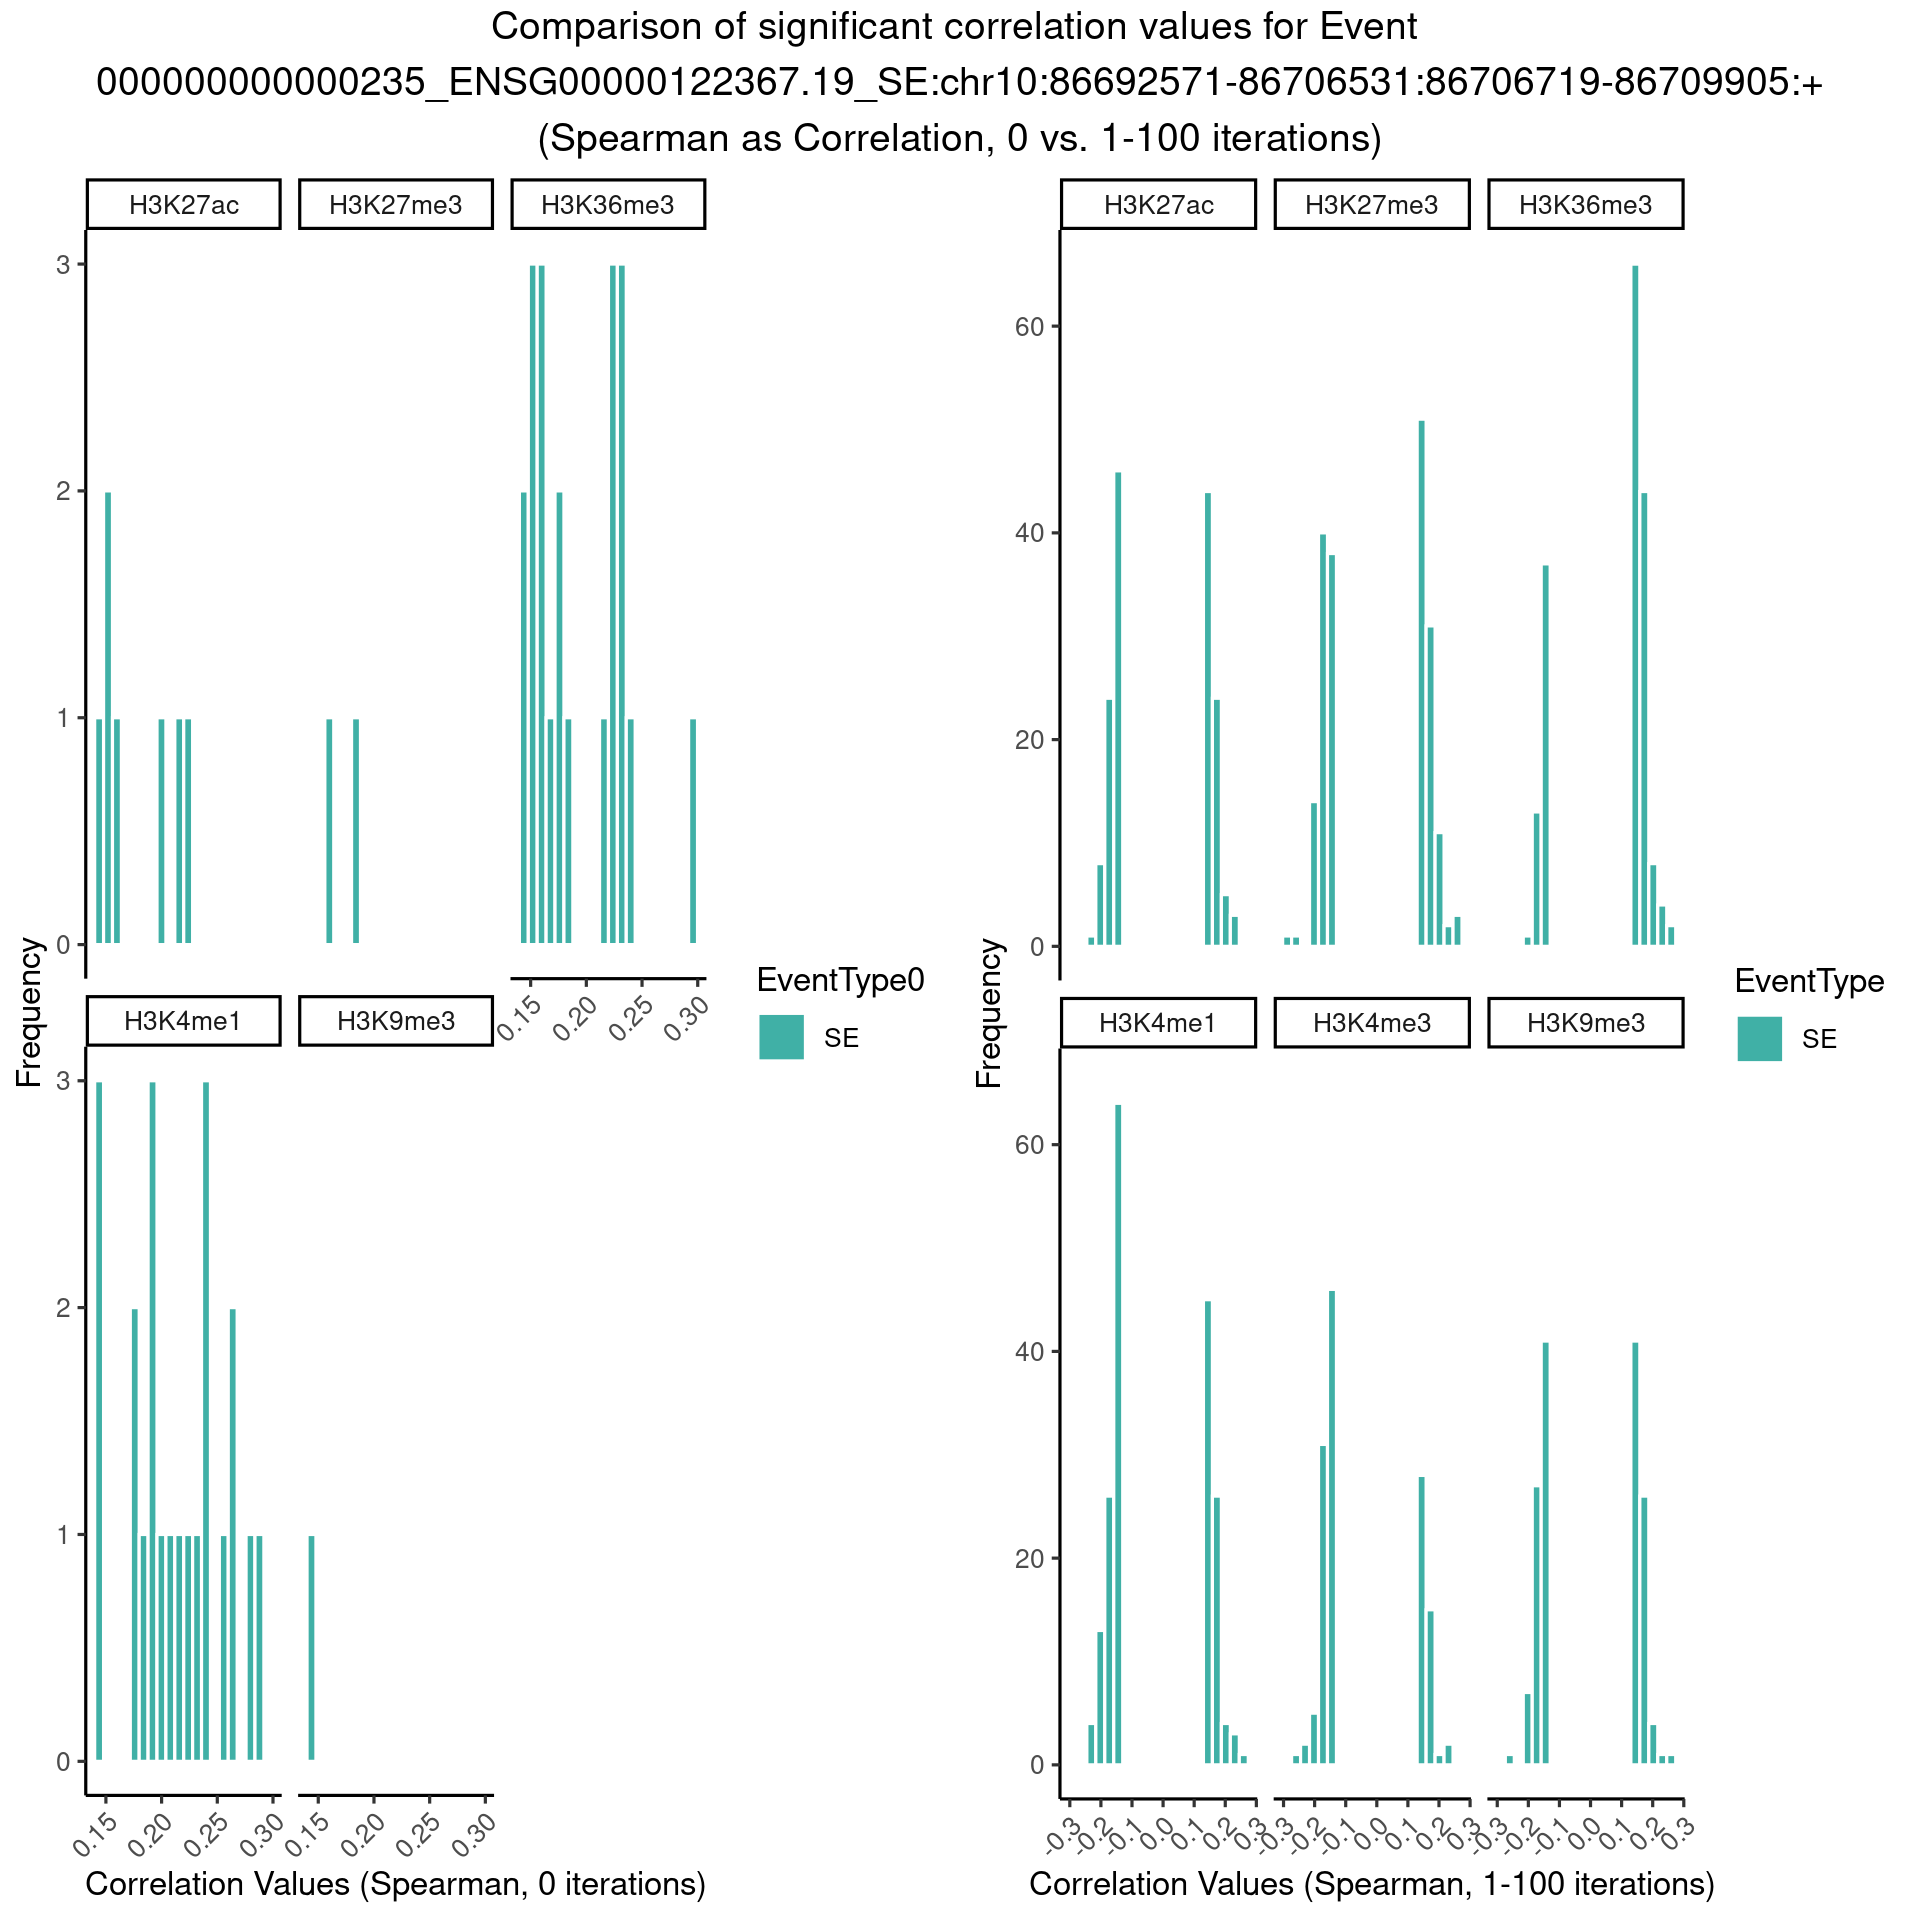 Comparison of significant correlation values for Event
000000000000235_ENSG00000122367.19_SE:chr10:86692571-86706531:86706719-86709905:+
(Spearman as Correlation, 0 vs. 1-100 iterations)
H3K27ac
H3K27me3
H3K36me3
3
2
1
0
0.15
0.20
0.25
0.30
H3K4me1
H3K9me3
3
2
1
0
0.15
0.20
0.25
0.30
0.15
0.20
0.25
0.30
Frequency
Correlation Values (Spearman, 0 iterations)
EventType0
SE
H3K27ac
H3K27me3
H3K36me3
60
40
20
0
H3K4me1
H3K4me3
H3K9me3
60
40
20
0
-0.3
-0.2
-0.1
0.0
0.1
0.2
0.3
-0.3
-0.2
-0.1
0.0
0.1
0.2
0.3
-0.3
-0.2
-0.1
0.0
0.1
0.2
0.3
Frequency
Correlation Values (Spearman, 1-100 iterations)
EventType
SE